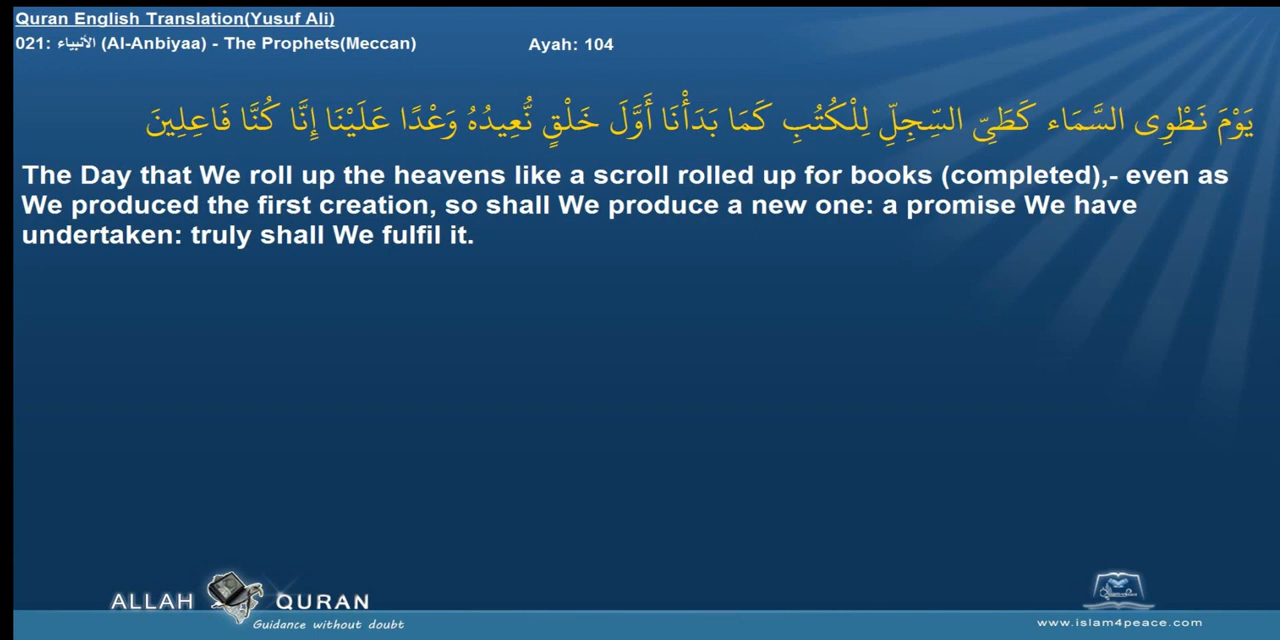 Quran English Translation(Yusuf Ali)
021: الأنبياء (Al-Anbiyaa) - The Prophets(Meccan) Ayah: 104
يَوْمَ نَطْوِى السَّمَاء كَطَىِّ السِّجِلِّ لِلْكُتُبِ كَمَا بَدَأْنَا أَوَّلَ خَلْقٍ نُّعِيدُهُ وَعْدًا عَلَيْنَا إِنَّا كُنَّا فَاعِلِينَ
The Day that We roll up the heavens like a scroll rolled up for books (completed),- even as
We produced the first creation, so shall We produce a new one: a promise We have
undertaken: truly shall We fulfil it.
ALLAH QURAN
Guidance without doubt
www.islam4peace.com